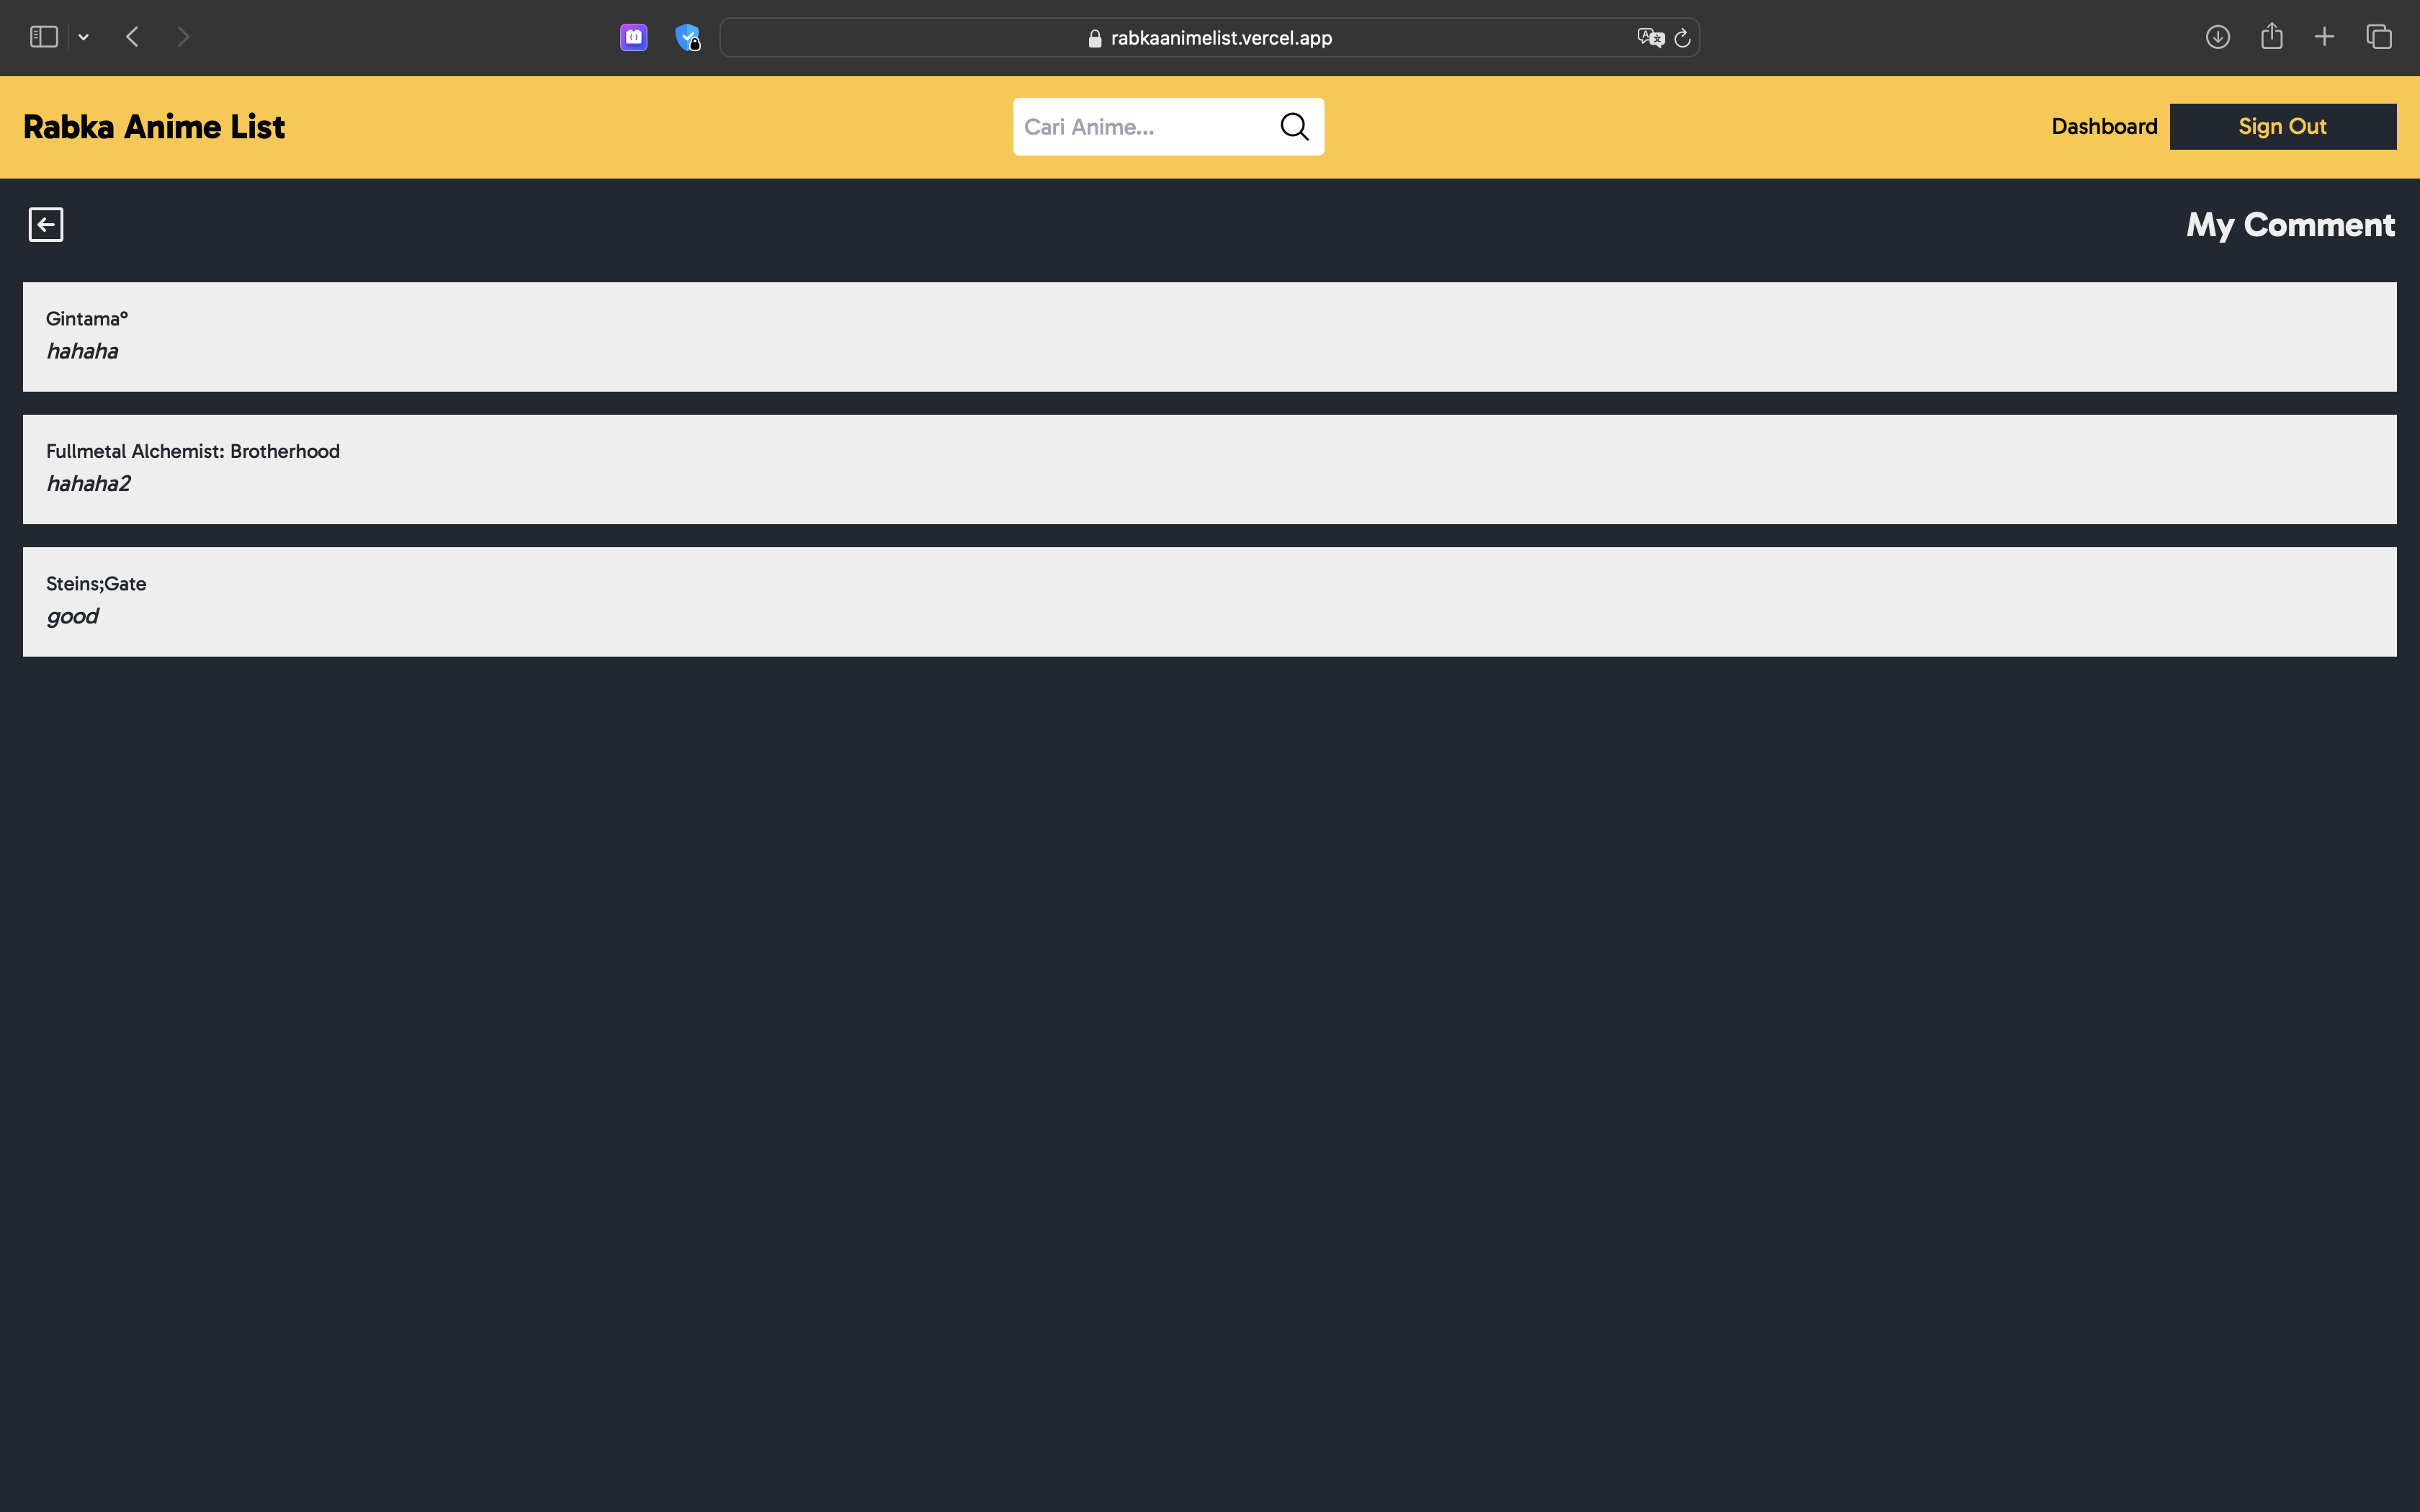 rabkaanimelist.vercel.app
Rabka Anime List
Cari Anime...
Dashboard
Sign Out
My Comment
Gintama°
hahaha
Fullmetal Alchemist: Brotherhood
hahaha2
Steins;Gate
good